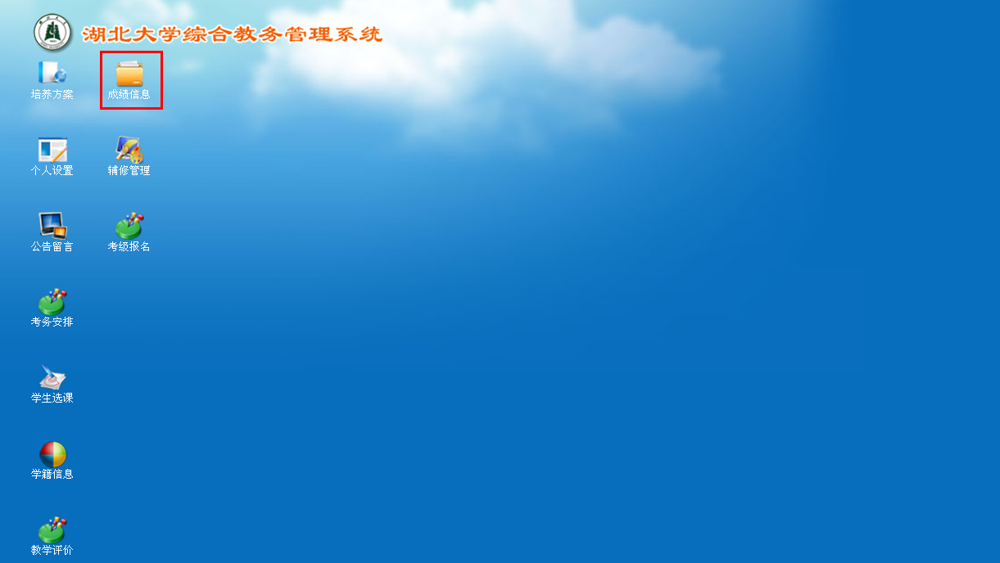 湖北大学综合教务管理系统
培养方案
成绩信息
个人设置
辅修管理
公告留言
考级报名
考务安排
学生选课
学籍信息
教学评价